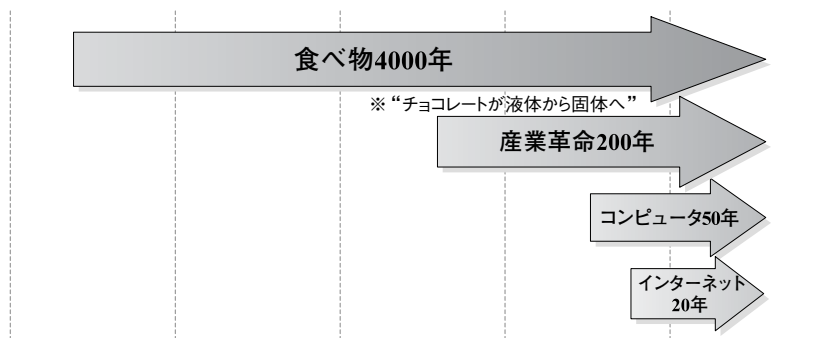 食べ物4000年
※ “チョコレートが液体から固体へ”
産業革命200年
コンピュータ50年
インターネット
20年